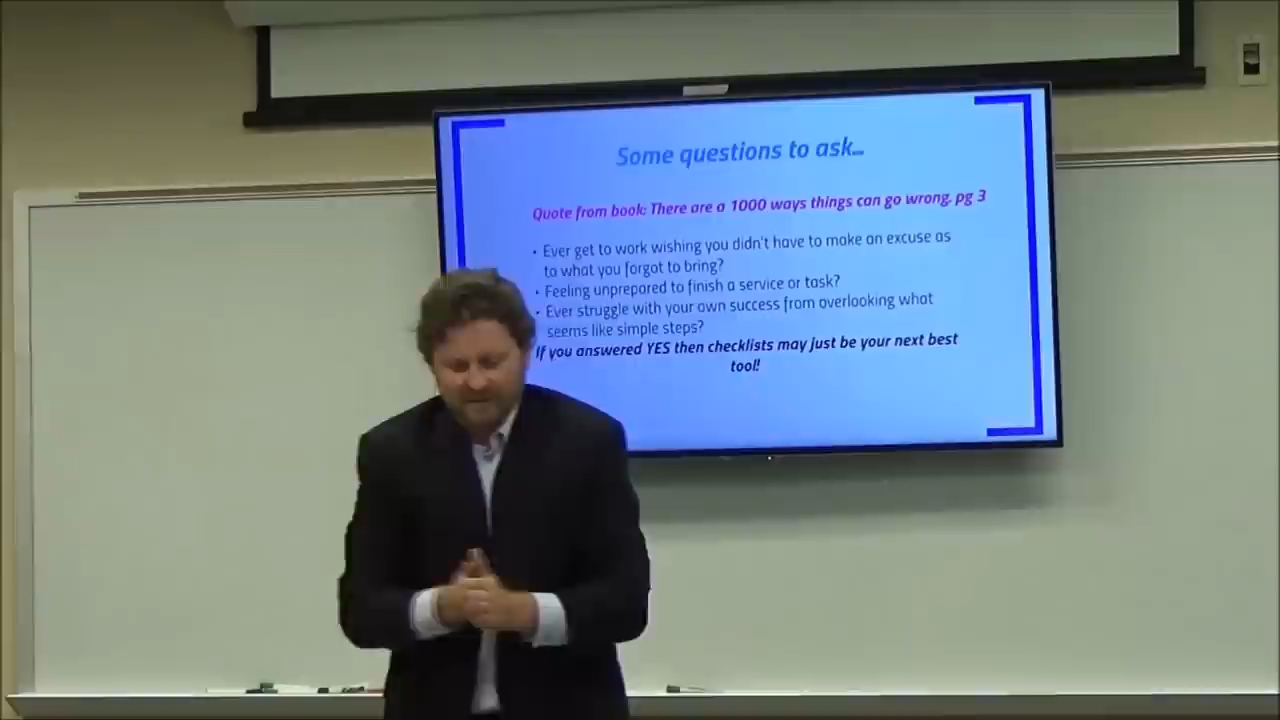 Some questions to ask...
Quote from book: There are a 1000 ways things can go wrong. pg 3
• Ever get to work wishing you didn't have to make an excuse as
to what you forgot to bring?
• Feeling unprepared to finish a service or task?
• Ever struggle with your own success from overlooking what
seems like simple steps?
If you answered YES then checklists may just be your next best
tool!